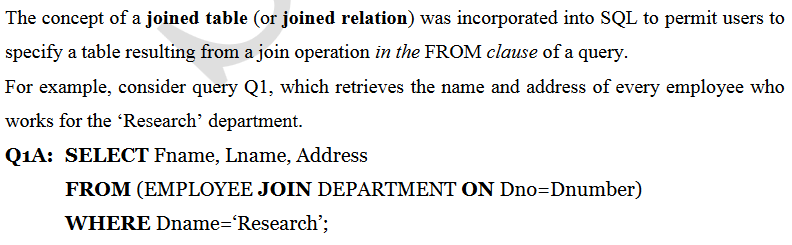 The concept of a joined table (or joined relation) was incorporated into SQL to permit users to
specify a table resulting from a join operation in the FROM clause of a query.
For example, consider query Q1, which retrieves the name and address of every employee who
works for the ‘Research’ department.
Q1A: SELECT Fname, Lname, Address
FROM (EMPLOYEE JOIN DEPARTMENT ON Dno=Dnumber)
WHERE Dname=‘Research’;